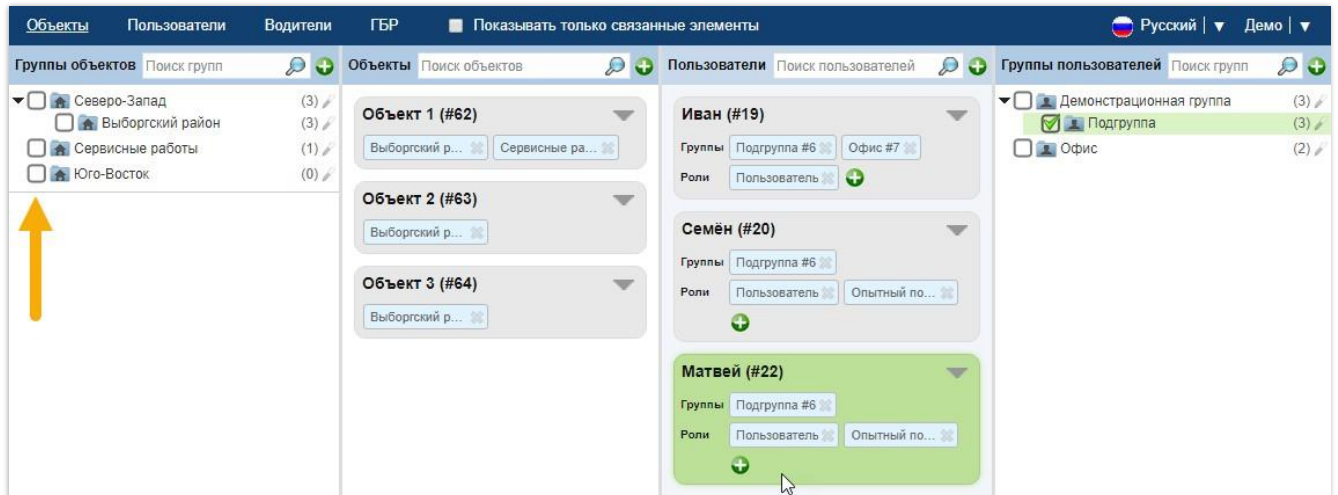 Объекты Пользователи Водители ГБР Показывать только связанные элементы Русский Демо
Группы объектов Поиск групп
Северо-Запад (3)
Выборгский район (3)
Сервисные работы (1)
Юго-Восток (0)
Объекты Поиск объектов
Объект 1 (#62)
Выборгский р... Сервисные ра...
Объект 2 (#63)
Выборгский р...
Объект 3 (#64)
Выборгский р...
Пользователи Поиск пользователей
Иван (#19)
Группы Подгруппа #6 Офис #7
Роли Пользователь
Семён (#20)
Группы Подгруппа #6
Роли Пользователь Опытный по...
Матвей (#22)
Группы Подгруппа #6
Роли Пользователь Опытный по...
Группы пользователей Поиск групп
Демонстрационная группа (3)
Подгруппа (3)
Офис (2)